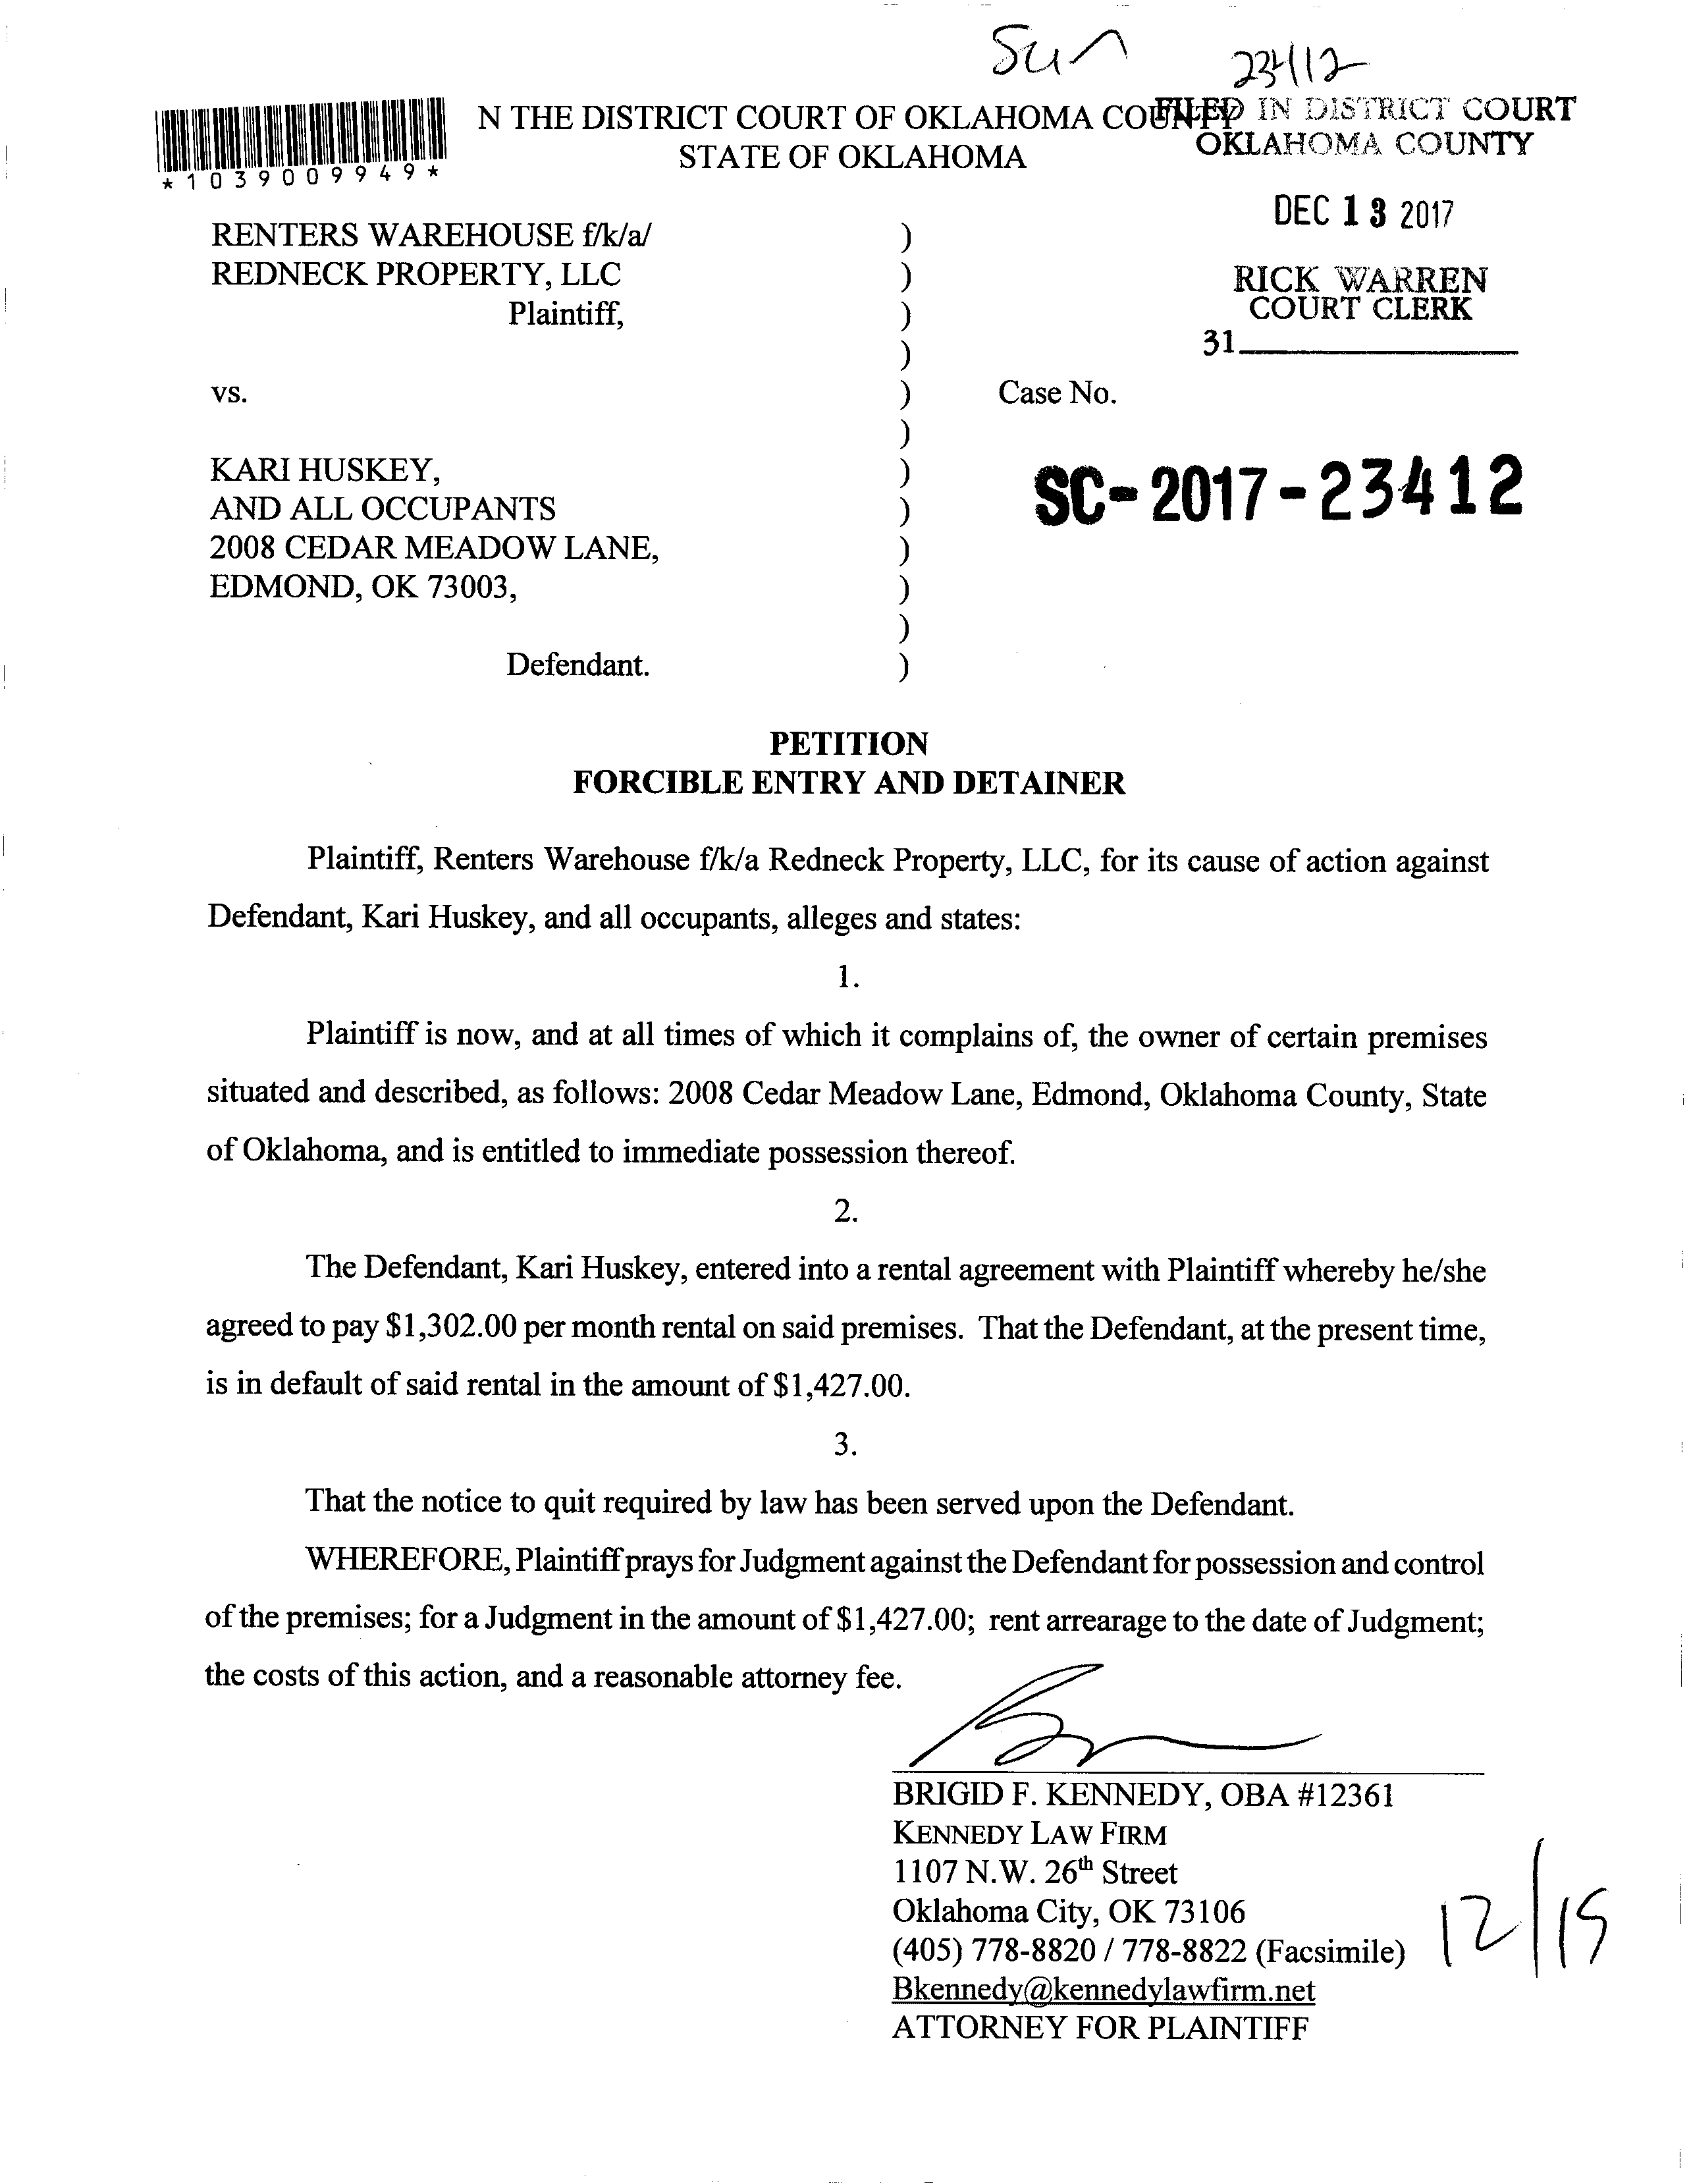 23412
N THE DISTRICT COURT OF OKLAHOMA COUNTY
STATE OF OKLAHOMA
FILED IN DISTRICT COURT
OKLAHOMA COUNTY
*1039009949*
DEC 13 2017
RICK WARREN
COURT CLERK
31
RENTERS WAREHOUSE f/k/a/ )
REDNECK PROPERTY, LLC )
Plaintiff, )
)
vs. ) Case No.
)
KARI HUSKEY, )
AND ALL OCCUPANTS ) SC-2017-23412
2008 CEDAR MEADOW LANE, )
EDMOND, OK 73003, )
)
Defendant. )
PETITION
FORCIBLE ENTRY AND DETAINER
Plaintiff, Renters Warehouse f/k/a Redneck Property, LLC, for its cause of action against
Defendant, Kari Huskey, and all occupants, alleges and states:
1.
Plaintiff is now, and at all times of which it complains of, the owner of certain premises
situated and described, as follows: 2008 Cedar Meadow Lane, Edmond, Oklahoma County, State
of Oklahoma, and is entitled to immediate possession thereof.
2.
The Defendant, Kari Huskey, entered into a rental agreement with Plaintiff whereby he/she
agreed to pay $1,302.00 per month rental on said premises. That the Defendant, at the present time,
is in default of said rental in the amount of $1,427.00.
3.
That the notice to quit required by law has been served upon the Defendant.
WHEREFORE, Plaintiff prays for Judgment against the Defendant for possession and control
of the premises; for a Judgment in the amount of $1,427.00; rent arrearage to the date of Judgment;
the costs of this action, and a reasonable attorney fee.
BRIGID F. KENNEDY, OBA #12361
KENNEDY LAW FIRM
1107 N.W. 26th Street
Oklahoma City, OK 73106
(405) 778-8820 / 778-8822 (Facsimile)
Bkennedy@kennedylawfirm.net
ATTORNEY FOR PLAINTIFF
12/15